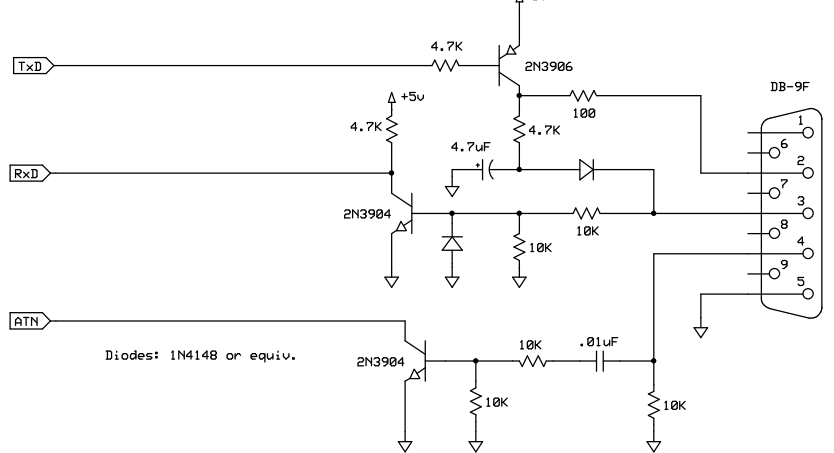 TxD
4.7K
2N3906
DB-9F
+5v
100
1
4.7K
4.7K
6
4.7uF
2
+
RxD
7
2N3904
3
10K
8
10K
4
9
5
ATN
Diodes: 1N4148 or equiv.
2N3904
10K
.01uF
10K
10K